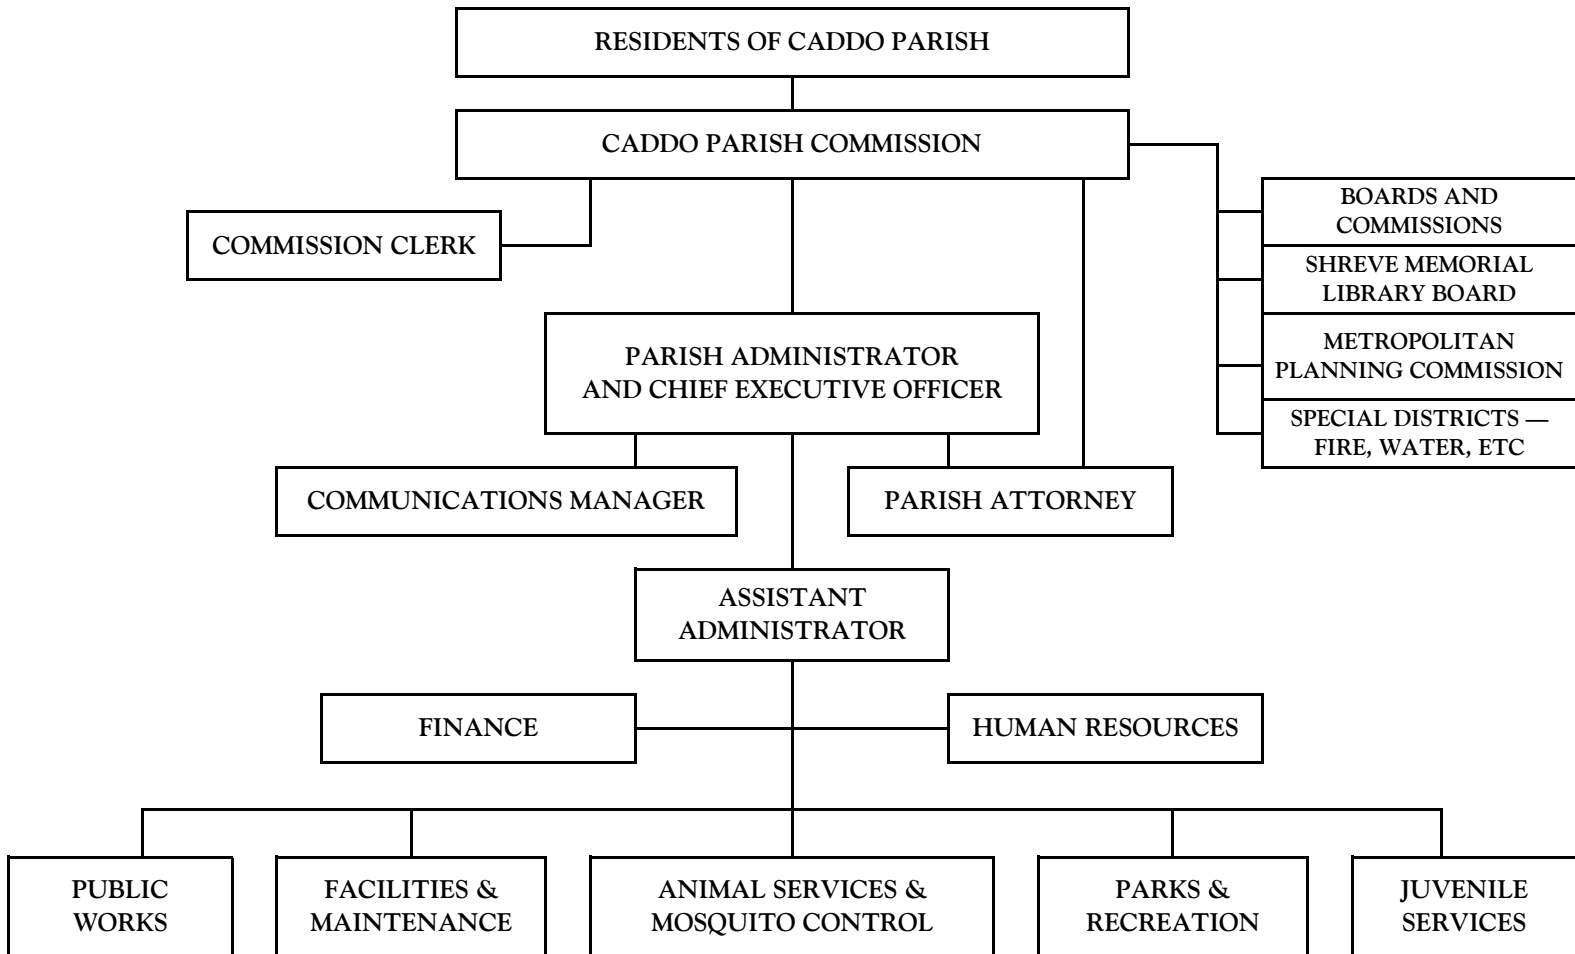 RESIDENTS OF CADDO PARISH
CADDO PARISH COMMISSION
COMMISSION CLERK
BOARDS AND
COMMISSIONS
SHREVE MEMORIAL
LIBRARY BOARD
METROPOLITAN
PLANNING COMMISSION
SPECIAL DISTRICTS —
FIRE, WATER, ETC
PARISH ADMINISTRATOR
AND CHIEF EXECUTIVE OFFICER
COMMUNICATIONS MANAGER
PARISH ATTORNEY
ASSISTANT
ADMINISTRATOR
FINANCE
HUMAN RESOURCES
PUBLIC
WORKS
FACILITIES &
MAINTENANCE
ANIMAL SERVICES &
MOSQUITO CONTROL
PARKS &
RECREATION
JUVENILE
SERVICES